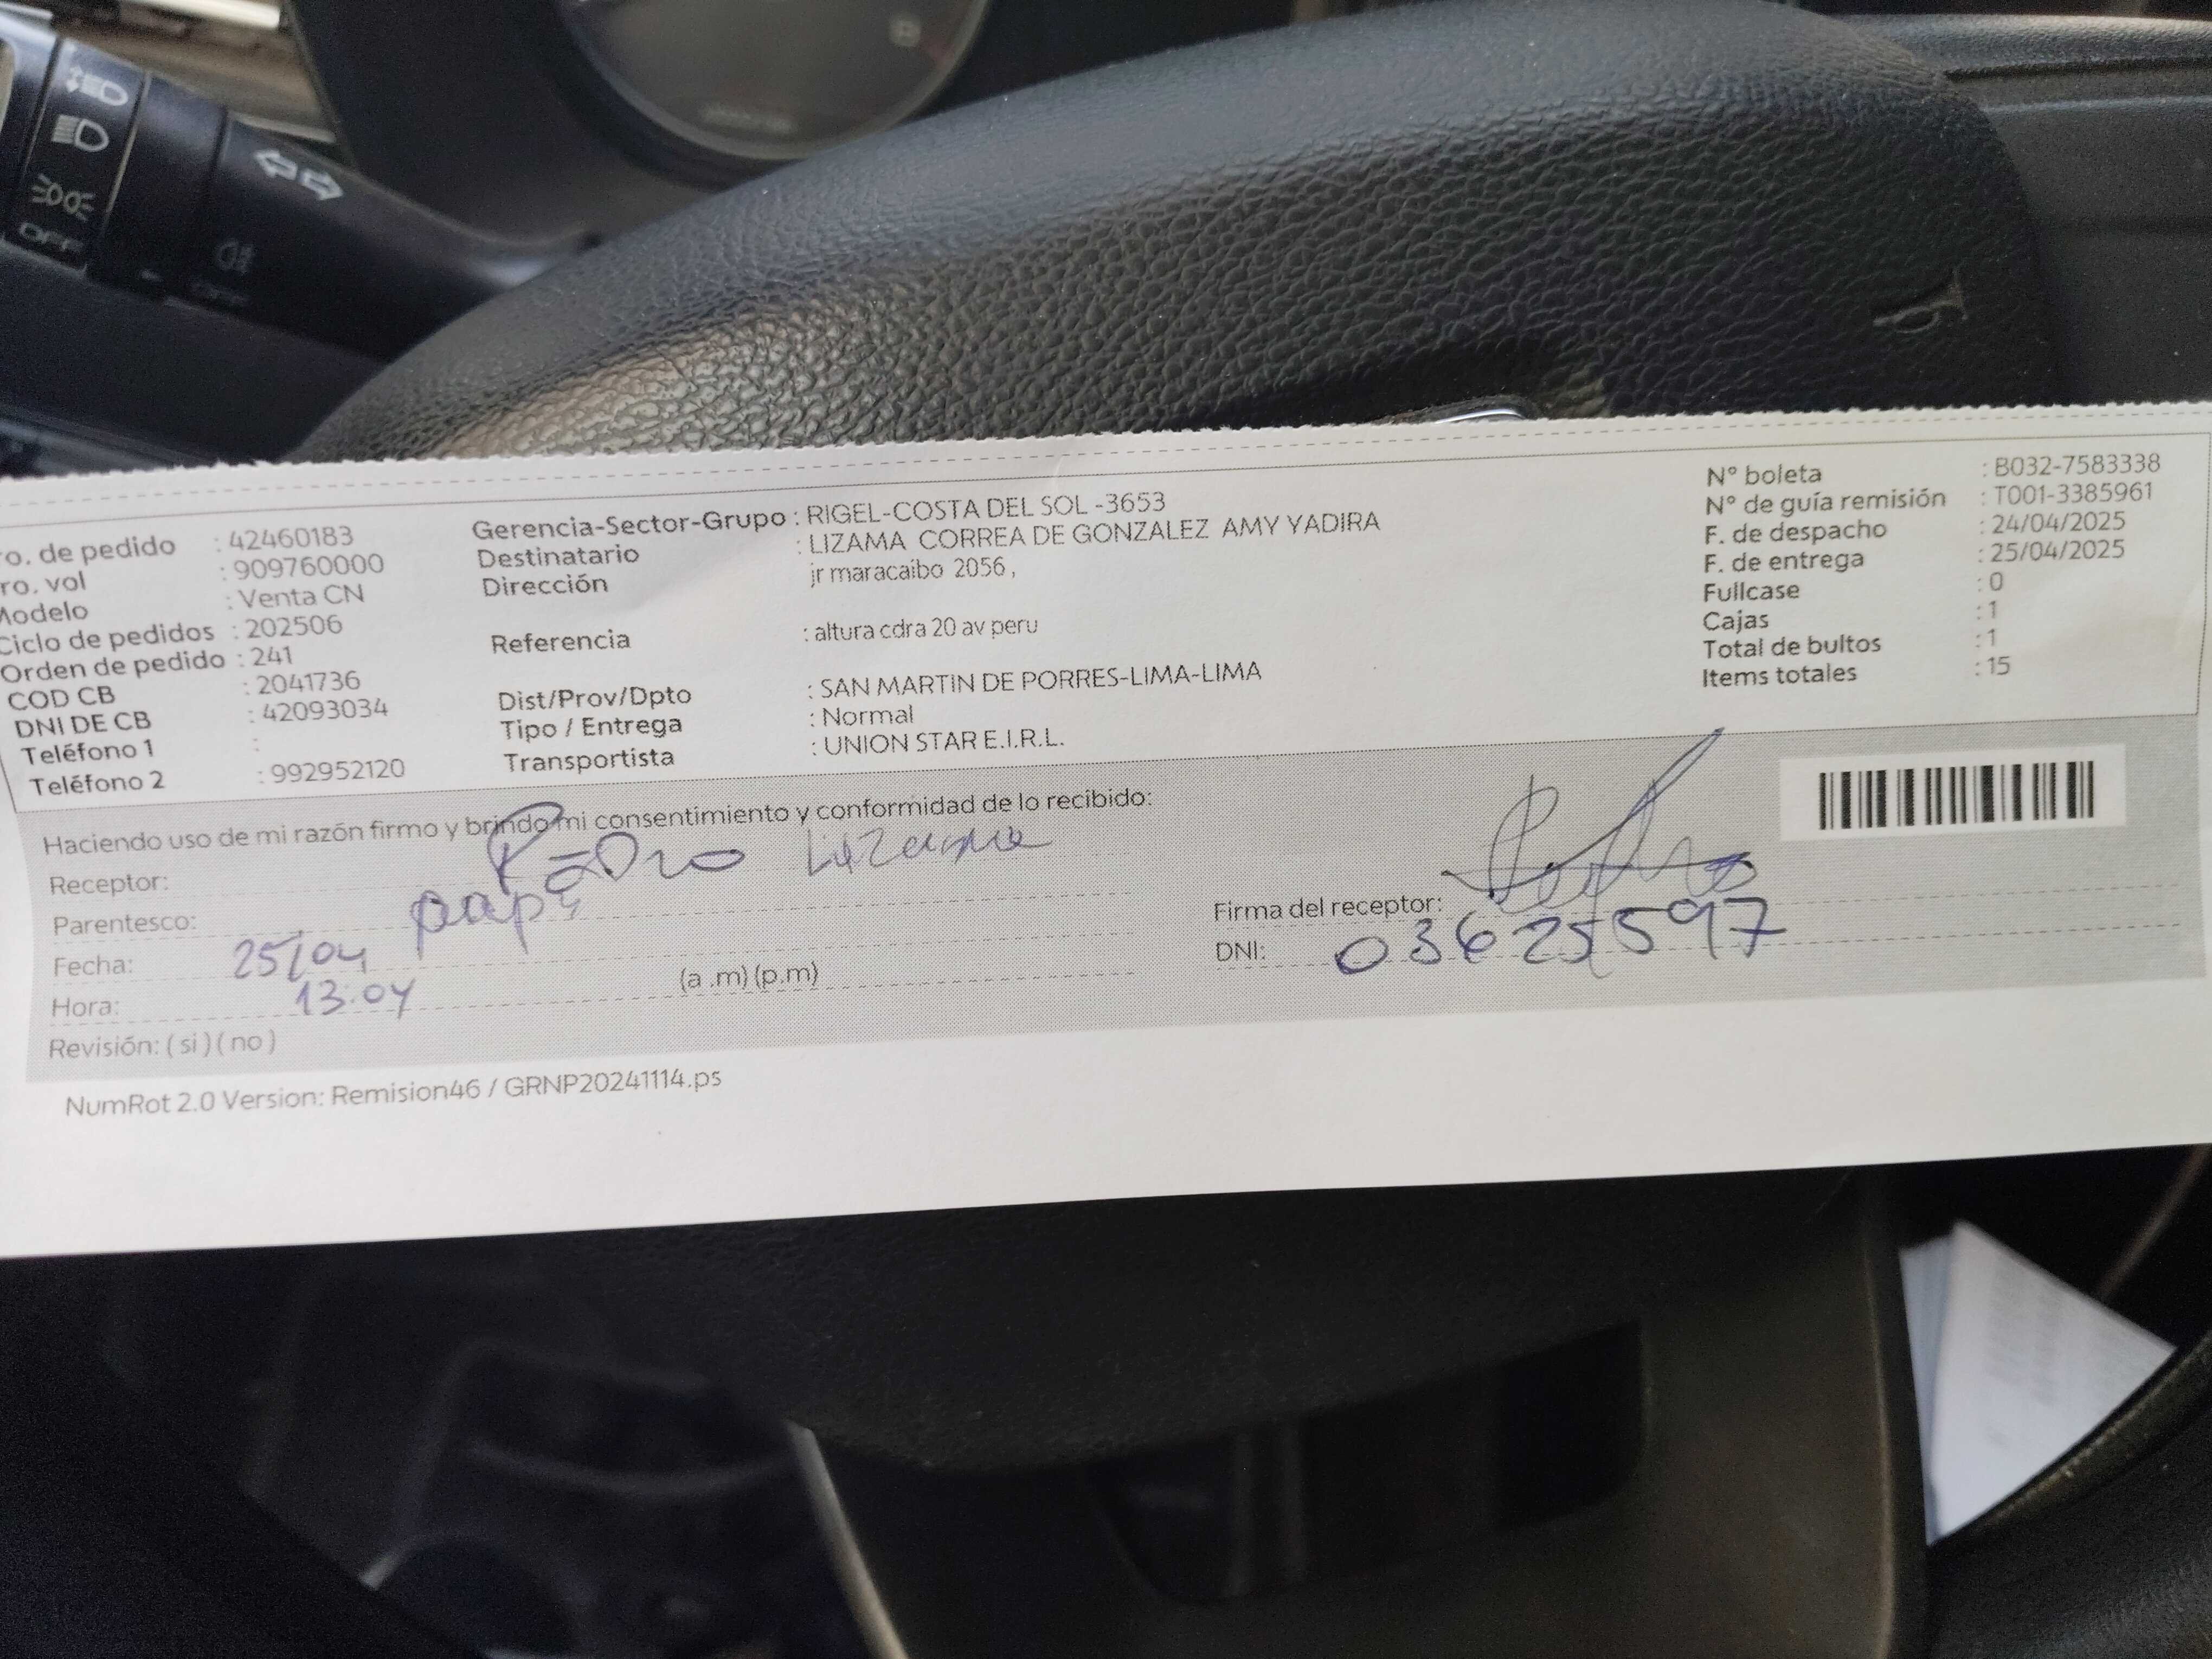 OFF
OFF
ro. de pedido : 42460183
ro. vol : 909760000
Modelo : Venta CN
Ciclo de pedidos : 202506
Orden de pedido : 241
COD CB : 2041736
DNI DE CB : 42093034
Teléfono 1 :
Teléfono 2 : 992952120
Gerencia-Sector-Grupo : RIGEL-COSTA DEL SOL -3653
Destinatario : LIZAMA CORREA DE GONZALEZ AMY YADIRA
Dirección jr maracaibo 2056 ,
Referencia : altura cdra 20 av peru
Dist/Prov/Dpto : SAN MARTIN DE PORRES-LIMA-LIMA
Tipo / Entrega : Normal
Transportista : UNION STAR E.I.R.L.
N° boleta : B032-7583338
N° de guía remisión : T001-3385961
F. de despacho : 24/04/2025
F. de entrega : 25/04/2025
Fullcase : 0
Cajas : 1
Total de bultos : 1
Items totales : 15
Haciendo uso de mi razón firmo y brindo mi consentimiento y conformidad de lo recibido:
Receptor: PeDro Lizama
Parentesco: papa
Fecha: 25/04
Hora: 13:04 (a .m) (p.m)
Revisión: ( si ) ( no )
Firma del receptor:
DNI: 03625597
NumRot 2.0 Version: Remision46 / GRNP20241114.ps